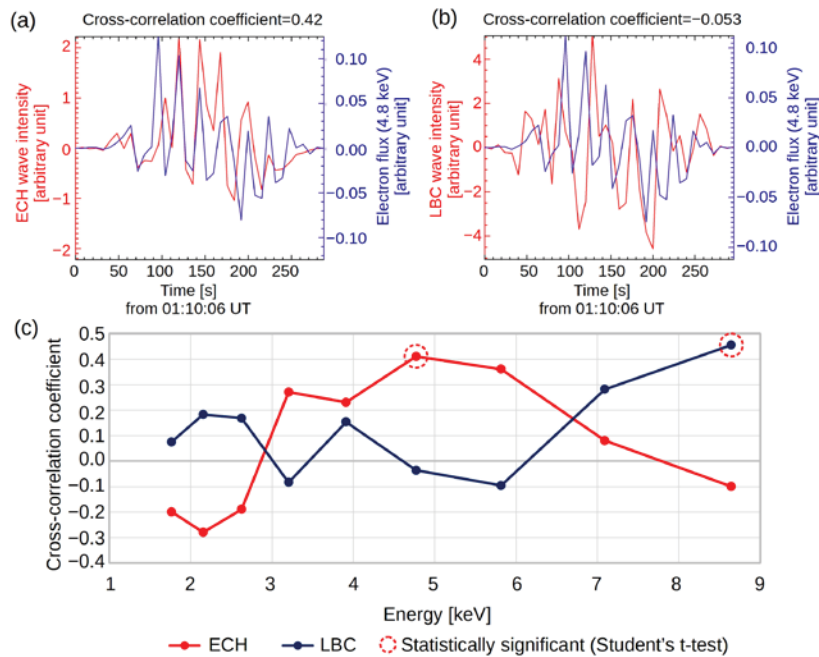 (a)
Cross-correlation coefficient=0.42
ECH wave intensity
[arbitrary unit]
2
1
0
−1
−2
0.10
0.05
0.00
−0.05
−0.10
Electron flux (4.8 keV)
[arbitrary unit]
0 50 100 150 200 250
Time [s]
from 01:10:06 UT
(b)
Cross-correlation coefficient=−0.053
LBC wave intensity
[arbitrary unit]
4
2
0
−2
−4
0.10
0.05
0.00
−0.05
−0.10
Electron flux (4.8 keV)
[arbitrary unit]
0 50 100 150 200 250
Time [s]
from 01:10:06 UT
(c)
Cross-correlation coefficient
0.5
0.4
0.3
0.2
0.1
0.0
−0.1
−0.2
−0.3
−0.4
1 2 3 4 5 6 7 8 9
Energy [keV]
ECH LBC Statistically significant (Student's t-test)